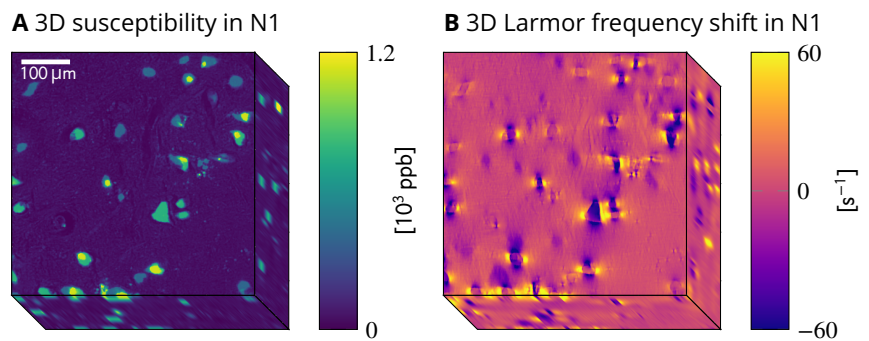 A 3D susceptibility in N1
100 µm
1.2
[10³ ppb]
0
B 3D Larmor frequency shift in N1
60
0
[s⁻¹]
−60